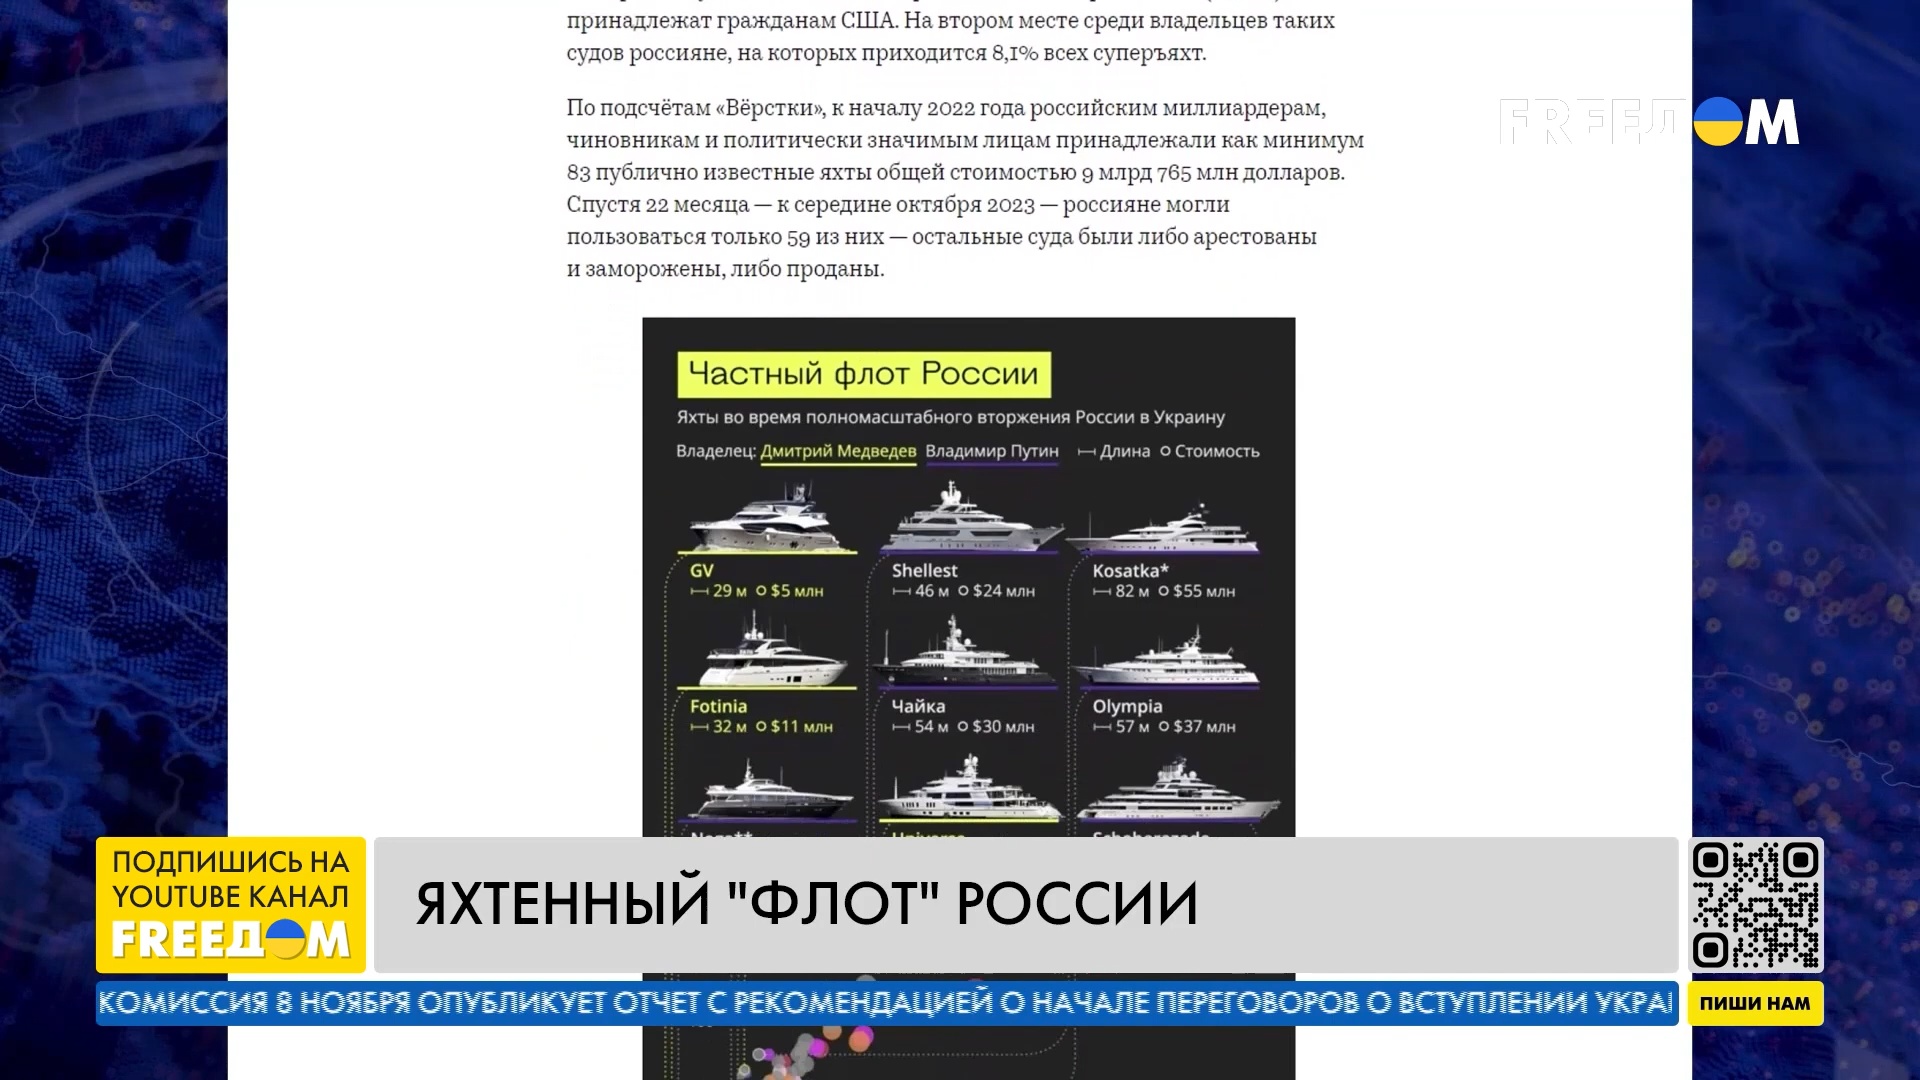 принадлежат гражданам США. На втором месте среди владельцев таких
судов россияне, на которых приходится 8,1% всех суперъяхт.
По подсчётам «Вёрстки», к началу 2022 года российским миллиардерам,
чиновникам и политически значимым лицам принадлежали как минимум
83 публично известные яхты общей стоимостью 9 млрд 765 млн долларов.
Спустя 22 месяца — к середине октября 2023 — россияне могли
пользоваться только 59 из них — остальные суда были либо арестованы
и заморожены, либо проданы.
FREEДOM
Частный флот России
Яхты во время полномасштабного вторжения России в Украину
Владелец: Дмитрий Медведев Владимир Путин Длина Стоимость
GV Shellest Kosatka*
29 м $5 млн 46 м $24 млн 82 м $55 млн
Fotinia Чайка Olympia
32 м $11 млн 54 м $30 млн 57 м $37 млн
ПОДПИШИСЬ НА
YOUTUBE КАНАЛ
FREEДOM
ЯХТЕННЫЙ "ФЛОТ" РОССИИ
КОМИССИЯ 8 НОЯБРЯ ОПУБЛИКУЕТ ОТЧЕТ С РЕКОМЕНДАЦИЕЙ О НАЧАЛЕ ПЕРЕГОВОРОВ О ВСТУПЛЕНИИ УКРА
ПИШИ НАМ